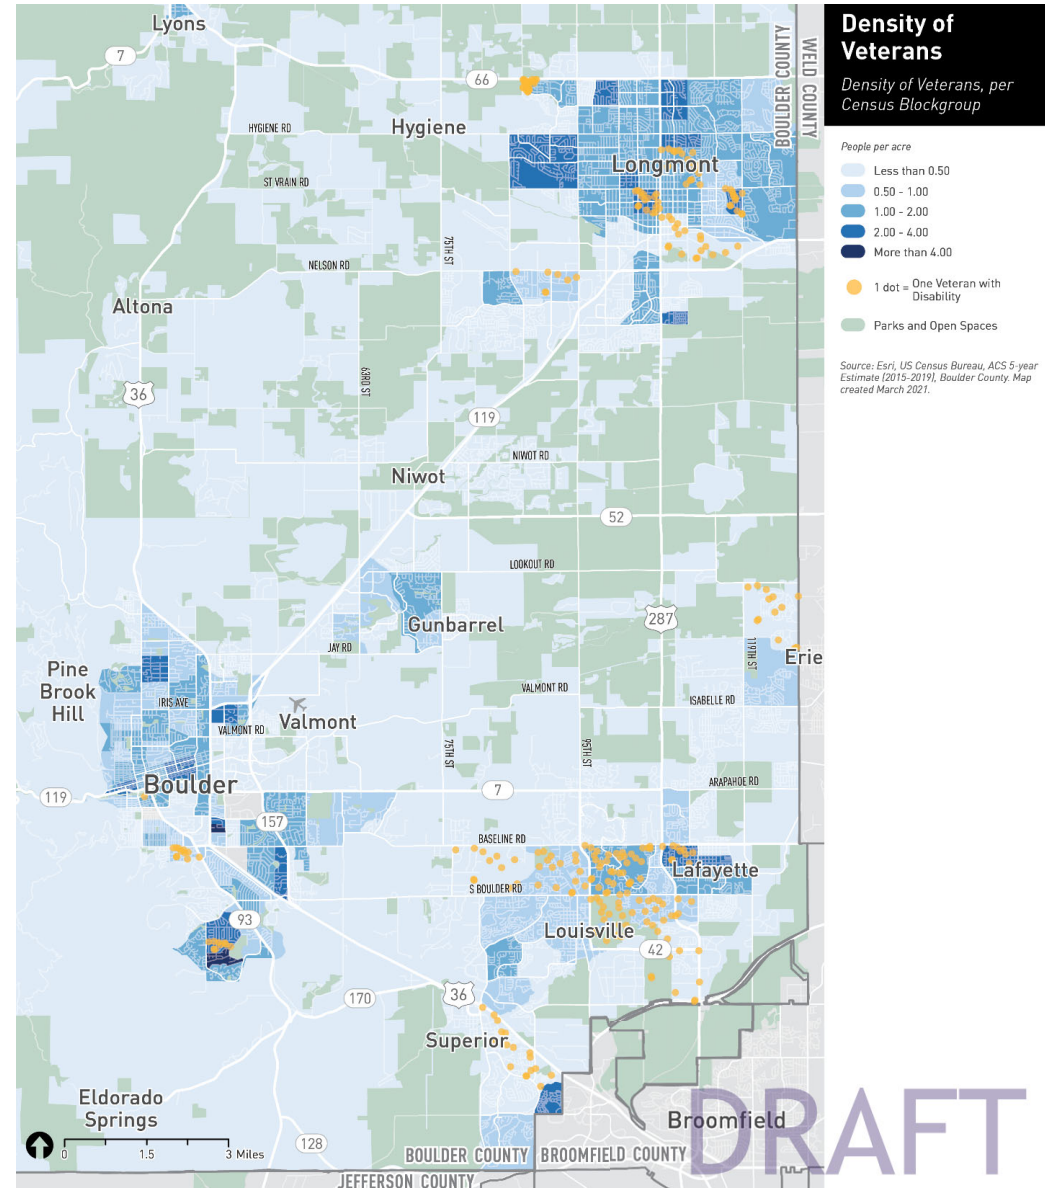 Density of
Veterans
Density of Veterans, per
Census Blockgroup
People per acre
Less than 0.50
0.50 - 1.00
1.00 - 2.00
2.00 - 4.00
More than 4.00
1 dot = One Veteran with
Disability
Parks and Open Spaces
Source: Esri, US Census Bureau, ACS 5-year
Estimate (2015-2019), Boulder County. Map
created March 2021.
Lyons
7
66
BOULDER COUNTY
WELD COUNTY
HYGIENE RD
Hygiene
Longmont
ST VRAIN RD
75TH ST
NELSON RD
Altona
63RD ST
36
119
NIWOT RD
Niwot
52
LOOKOUT RD
287
Gunbarrel
JAY RD
119TH ST
Erie
Pine
Brook
Hill
VALMONT RD
ISABELLE RD
IRIS AVE
Valmont
VALMONT RD
75TH ST
95TH ST
Boulder
ARAPAHOE RD
119
7
157
BASELINE RD
Lafayette
S BOULDER RD
93
Louisville
42
170
36
Superior
Eldorado
Springs
Broomfield
0 1.5 3 Miles
128
BOULDER COUNTY
BROOMFIELD COUNTY
JEFFERSON COUNTY
DRAFT